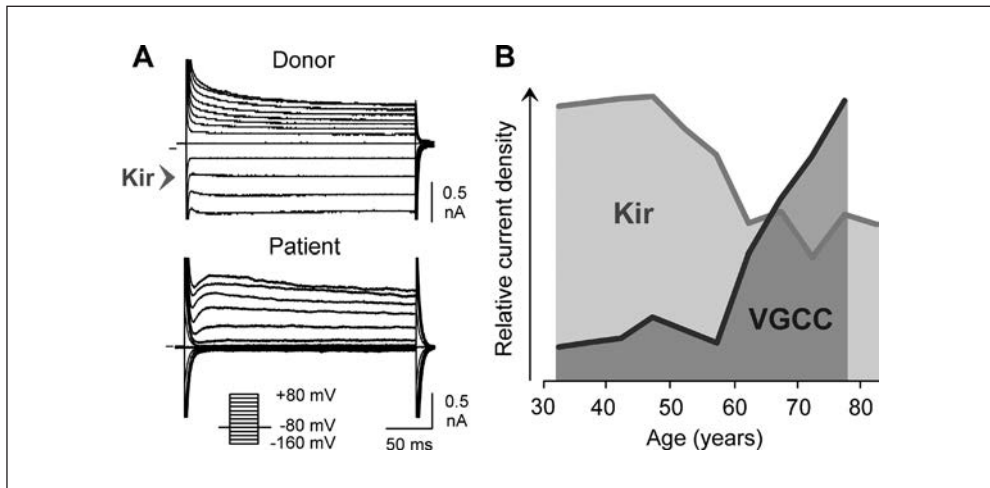 A
Donor
Kir
0.5
nA
Patient
+80 mV
-80 mV
-160 mV
0.5
nA
50 ms
B
Relative current density
Kir
VGCC
30 40 50 60 70 80
Age (years)